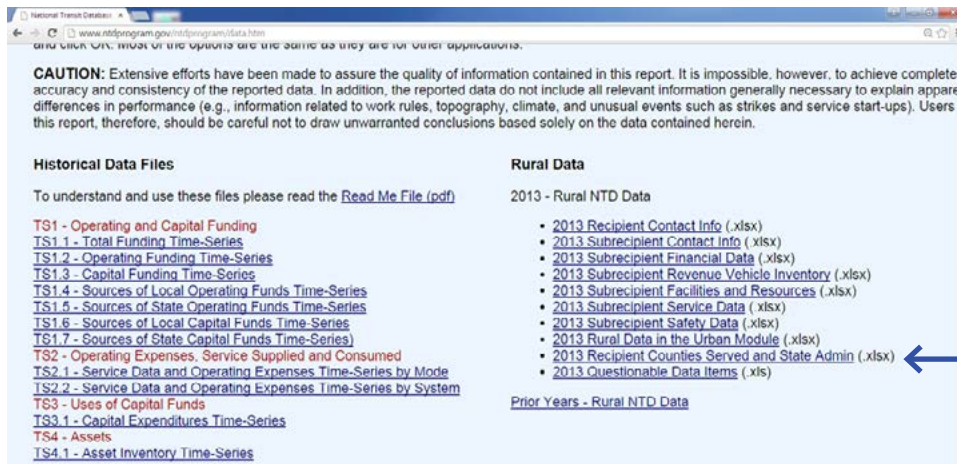 National Transit Database
www.ntdprogram.gov/ntdprogram/data.htm
and click OK. Most of the options are the same as they are for other applications.
CAUTION: Extensive efforts have been made to assure the quality of information contained in this report. It is impossible, however, to achieve complete
accuracy and consistency of the reported data. In addition, the reported data do not include all relevant information generally necessary to explain appare
differences in performance (e.g., information related to work rules, topography, climate, and unusual events such as strikes and service start-ups). Users
this report, therefore, should be careful not to draw unwarranted conclusions based solely on the data contained herein.
Historical Data Files
To understand and use these files please read the Read Me File (pdf)
TS1 - Operating and Capital Funding
TS1.1 - Total Funding Time-Series
TS1.2 - Operating Funding Time-Series
TS1.3 - Capital Funding Time-Series
TS1.4 - Sources of Local Operating Funds Time-Series
TS1.5 - Sources of State Operating Funds Time-Series
TS1.6 - Sources of Local Capital Funds Time-Series
TS1.7 - Sources of State Capital Funds Time-Series)
TS2 - Operating Expenses, Service Supplied and Consumed
TS2.1 - Service Data and Operating Expenses Time-Series by Mode
TS2.2 - Service Data and Operating Expenses Time-Series by System
TS3 - Uses of Capital Funds
TS3.1 - Capital Expenditures Time-Series
TS4 - Assets
TS4.1 - Asset Inventory Time-Series
Rural Data
2013 - Rural NTD Data
• 2013 Recipient Contact Info (.xlsx)
• 2013 Subrecipient Contact Info (.xlsx)
• 2013 Subrecipient Financial Data (.xlsx)
• 2013 Subrecipient Revenue Vehicle Inventory (.xlsx)
• 2013 Subrecipient Facilities and Resources (.xlsx)
• 2013 Subrecipient Service Data (.xlsx)
• 2013 Subrecipient Safety Data (.xlsx)
• 2013 Rural Data in the Urban Module (.xlsx)
• 2013 Recipient Counties Served and State Admin (.xlsx)
• 2013 Questionable Data Items (.xls)
Prior Years - Rural NTD Data